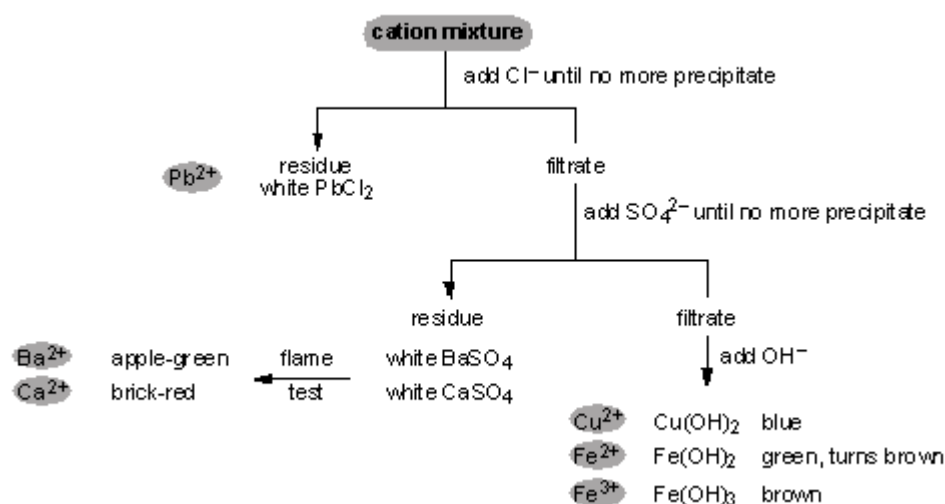 cation mixture
add Cl⁻ until no more precipitate
Pb²⁺ residue filtrate
white PbCl₂
add SO₄²⁻ until no more precipitate
residue filtrate
Ba²⁺ apple-green flame white BaSO₄ add OH⁻
Ca²⁺ brick-red test white CaSO₄
Cu²⁺ Cu(OH)₂ blue
Fe²⁺ Fe(OH)₂ green, turns brown
Fe³⁺ Fe(OH)₃ brown